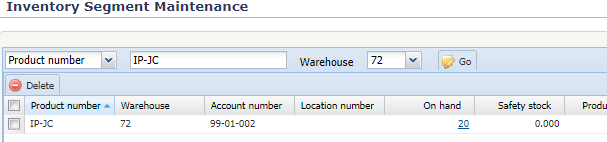 Inventory Segment Maintenance
Product number IP-JC Warehouse 72 Go
Delete
Product number Warehouse Account number Location number On hand Safety stock Produ
IP-JC 72 99-01-002 20 0.000